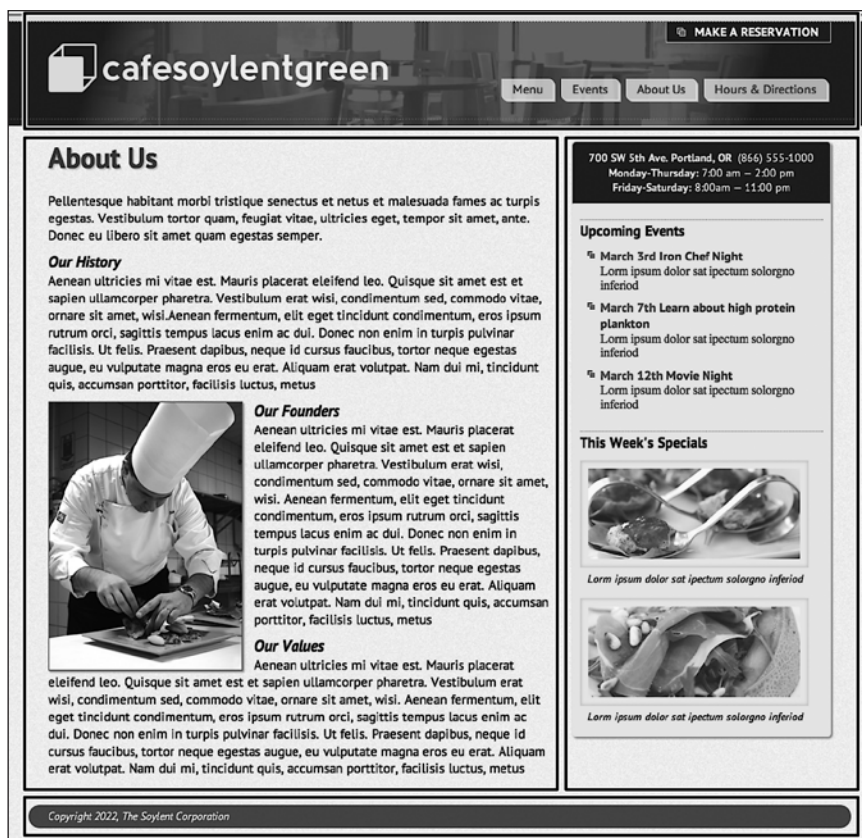 MAKE A RESERVATION
cafesoylentgreen
Menu
Events
About Us
Hours & Directions
About Us
Pellentesque habitant morbi tristique senectus et netus et malesuada fames ac turpis
egestas. Vestibulum tortor quam, feugiat vitae, ultricies eget, tempor sit amet, ante.
Donec eu libero sit amet quam egestas semper.
Our History
Aenean ultricies mi vitae est. Mauris placerat eleifend leo. Quisque sit amet est et
sapien ullamcorper pharetra. Vestibulum erat wisi, condimentum sed, commodo vitae,
ornare sit amet, wisi.Aenean fermentum, elit eget tincidunt condimentum, eros ipsum
rutrum orci, sagittis tempus lacus enim ac dui. Donec non enim in turpis pulvinar
facilisis. Ut felis. Praesent dapibus, neque id cursus faucibus, tortor neque egestas
augue, eu vulputate magna eros eu erat. Aliquam erat volutpat. Nam dui mi, tincidunt
quis, accumsan porttitor, facilisis luctus, metus
Our Founders
Aenean ultricies mi vitae est. Mauris placerat
eleifend leo. Quisque sit amet est et sapien
ullamcorper pharetra. Vestibulum erat wisi,
condimentum sed, commodo vitae, ornare sit amet,
wisi. Aenean fermentum, elit eget tincidunt
condimentum, eros ipsum rutrum orci, sagittis
tempus lacus enim ac dui. Donec non enim in
turpis pulvinar facilisis. Ut felis. Praesent dapibus,
neque id cursus faucibus, tortor neque egestas
augue, eu vulputate magna eros eu erat. Aliquam
erat volutpat. Nam dui mi, tincidunt quis, accumsan
porttitor, facilisis luctus, metus
Our Values
Aenean ultricies mi vitae est. Mauris placerat
eleifend leo. Quisque sit amet est et sapien ullamcorper pharetra. Vestibulum erat
wisi, condimentum sed, commodo vitae, ornare sit amet, wisi. Aenean fermentum, elit
eget tincidunt condimentum, eros ipsum rutrum orci, sagittis tempus lacus enim ac
dui. Donec non enim in turpis pulvinar facilisis. Ut felis. Praesent dapibus, neque id
cursus faucibus, tortor neque egestas augue, eu vulputate magna eros eu erat. Aliquam
erat volutpat. Nam dui mi, tincidunt quis, accumsan porttitor, facilisis luctus, metus
700 SW 5th Ave. Portland, OR (866) 555-1000
Monday-Thursday: 7:00 am — 2:00 pm
Friday-Saturday: 8:00am — 11:00 pm
Upcoming Events
March 3rd Iron Chef Night
Lorm ipsum dolor sat ipectum solorgno
inferiod
March 7th Learn about high protein
plankton
Lorm ipsum dolor sat ipectum solorgno
inferiod
March 12th Movie Night
Lorm ipsum dolor sat ipectum solorgno
inferiod
This Week's Specials
Lorm ipsum dolor sat ipectum solorgno inferiod
Lorm ipsum dolor sat ipectum solorgno inferiod
Copyright 2022, The Soylent Corporation